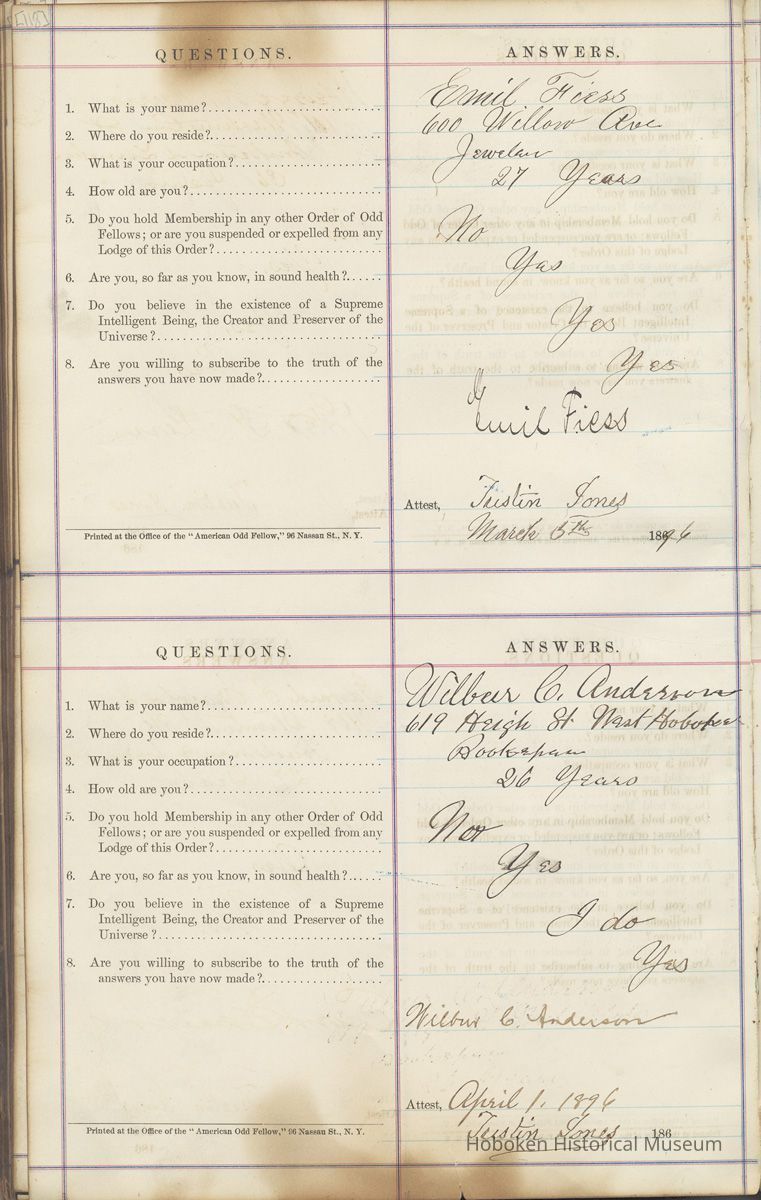 [718]
QUESTIONS. ANSWERS.
1. What is your name?.......... Emil Fiess
2. Where do you reside?.......... 600 Willow Ave
3. What is your occupation?.......... Jeweler
4. How old are you?.......... 27 Years
5. Do you hold Membership in any other Order of Odd
Fellows; or are you suspended or expelled from any
Lodge of this Order?.......... No
6. Are you, so far as you know, in sound health?...... Yes
7. Do you believe in the existence of a Supreme
Intelligent Being, the Creator and Preserver of the
Universe?.......... Yes
8. Are you willing to subscribe to the truth of the
answers you have now made?.......... Yes
Emil Fiess
Attest, Tristin Jones
March 5th 1896
Printed at the Office of the "American Odd Fellow," 96 Nassau St., N. Y.
QUESTIONS. ANSWERS.
1. What is your name?.......... Wilbur C. Anderson
2. Where do you reside?.......... 619 Heigh St. West Hoboken
3. What is your occupation?.......... Bookepper
4. How old are you?.......... 26 Years
5. Do you hold Membership in any other Order of Odd
Fellows; or are you suspended or expelled from any
Lodge of this Order?.......... No
6. Are you, so far as you know, in sound health?...... Yes
7. Do you believe in the existence of a Supreme
Intelligent Being, the Creator and Preserver of the
Universe?.......... I do
8. Are you willing to subscribe to the truth of the
answers you have now made?.......... Yes
Wilbur C. Anderson
Attest, April 1. 1896
Tristin Jones 186
Printed at the Office of the "American Odd Fellow," 96 Nassau St., N. Y.
Hoboken Historical Museum